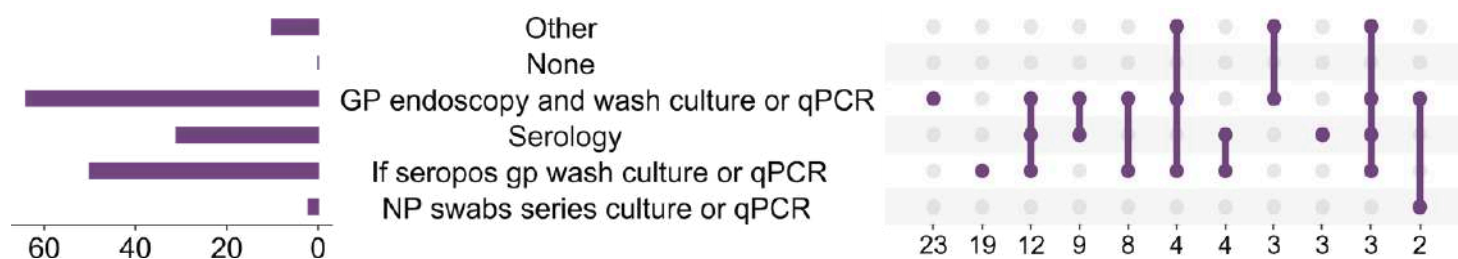 Other
None
GP endoscopy and wash culture or qPCR
Serology
If seropos gp wash culture or qPCR
NP swabs series culture or qPCR
60 40 20 0
23 19 12 9 8 4 4 3 3 3 2